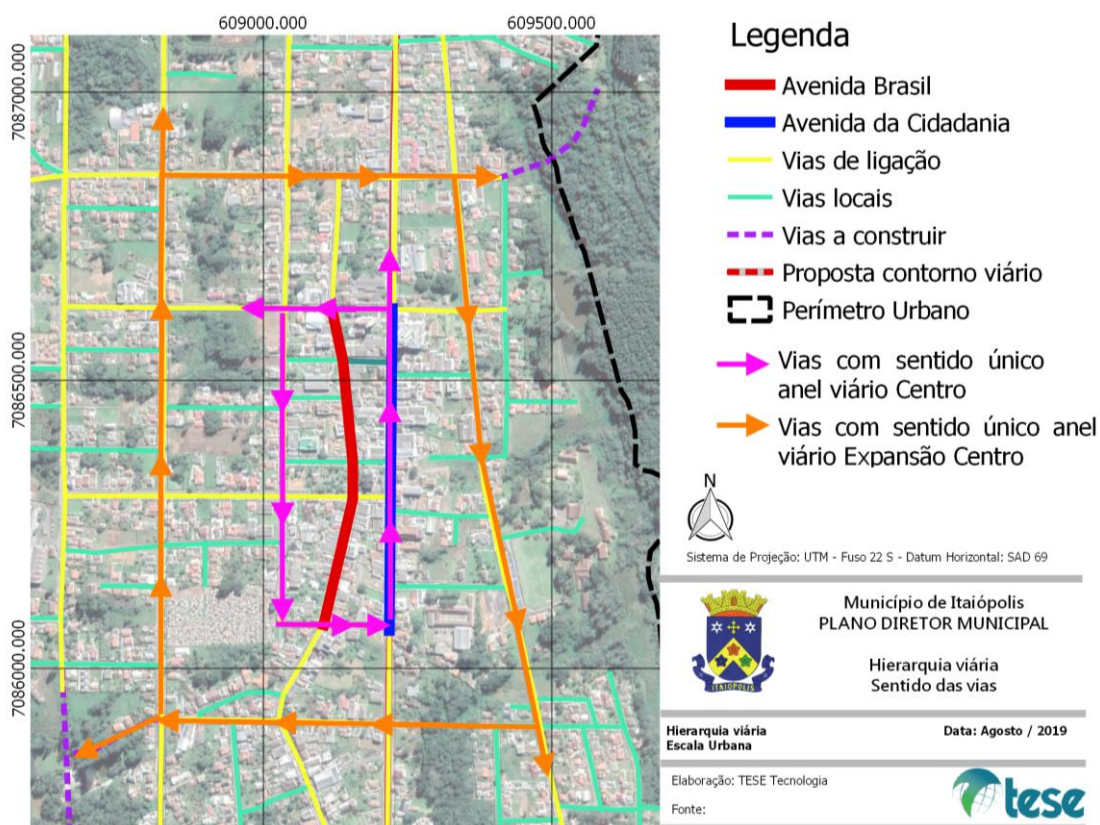 609000.000
609500.000
7087000.000
7086500.000
7086000.000
Legenda
Avenida Brasil
Avenida da Cidadania
Vias de ligação
Vias locais
Vias a construir
Proposta contorno viário
Perímetro Urbano
Vias com sentido único
anel viário Centro
Vias com sentido único anel
viário Expansão Centro
N
Sistema de Projeção: UTM - Fuso 22 S - Datum Horizontal: SAD 69
ITAIÓPOLIS
Município de Itaiópolis
PLANO DIRETOR MUNICIPAL
Hierarquia viária
Sentido das vias
Hierarquia viária
Escala Urbana
Data: Agosto / 2019
Elaboração: TESE Tecnologia
Fonte:
tese